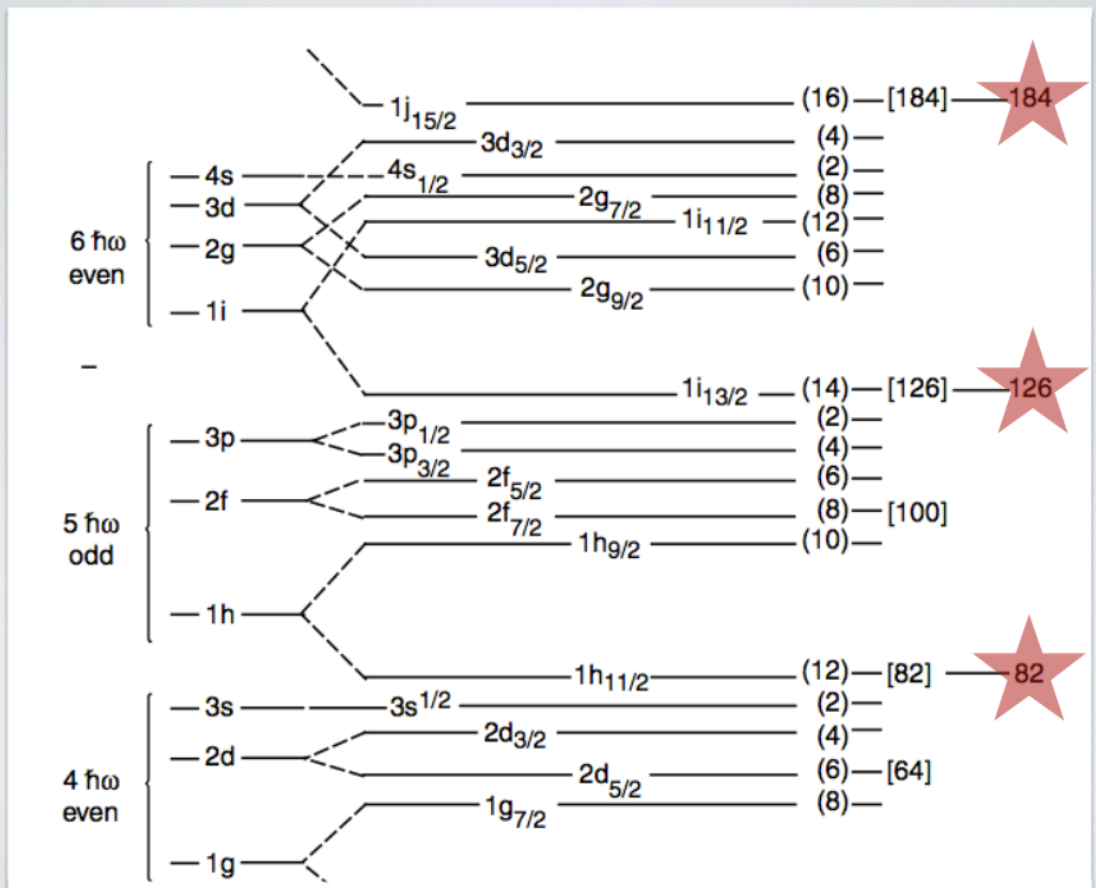 1j15/2 (16) [184] 184
3d3/2 (4)
4s 4s1/2 (2)
3d 2g7/2 (8)
6 ħω 1i11/2 (12)
even 2g 3d5/2 (6)
2g9/2 (10)
1i
–
1i13/2 (14) [126] 126
3p 3p1/2 (2)
3p3/2 (4)
2f 2f5/2 (6)
5 ħω 2f7/2 (8) [100]
odd 1h9/2 (10)
1h
1h11/2 (12) [82] 82
3s 3s1/2 (2)
2d 2d3/2 (4)
4 ħω 2d5/2 (6) [64]
even 1g7/2 (8)
1g